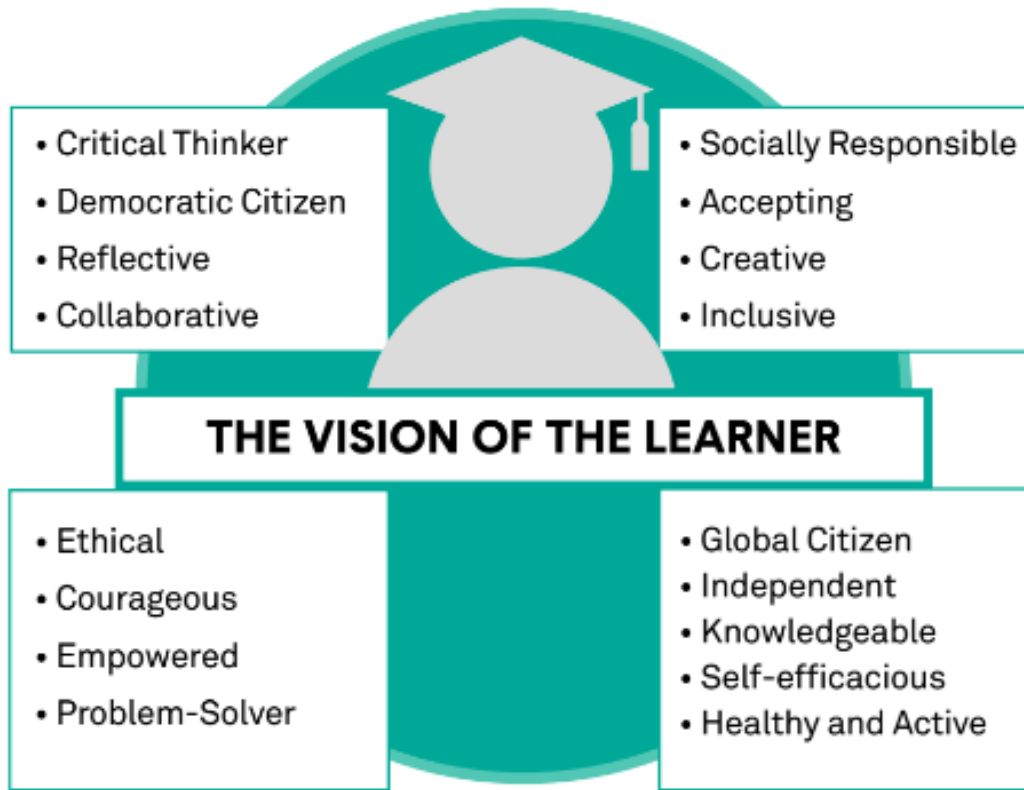 • Critical Thinker
• Democratic Citizen
• Reflective
• Collaborative
• Socially Responsible
• Accepting
• Creative
• Inclusive
THE VISION OF THE LEARNER
• Ethical
• Courageous
• Empowered
• Problem-Solver
• Global Citizen
• Independent
• Knowledgeable
• Self-efficacious
• Healthy and Active